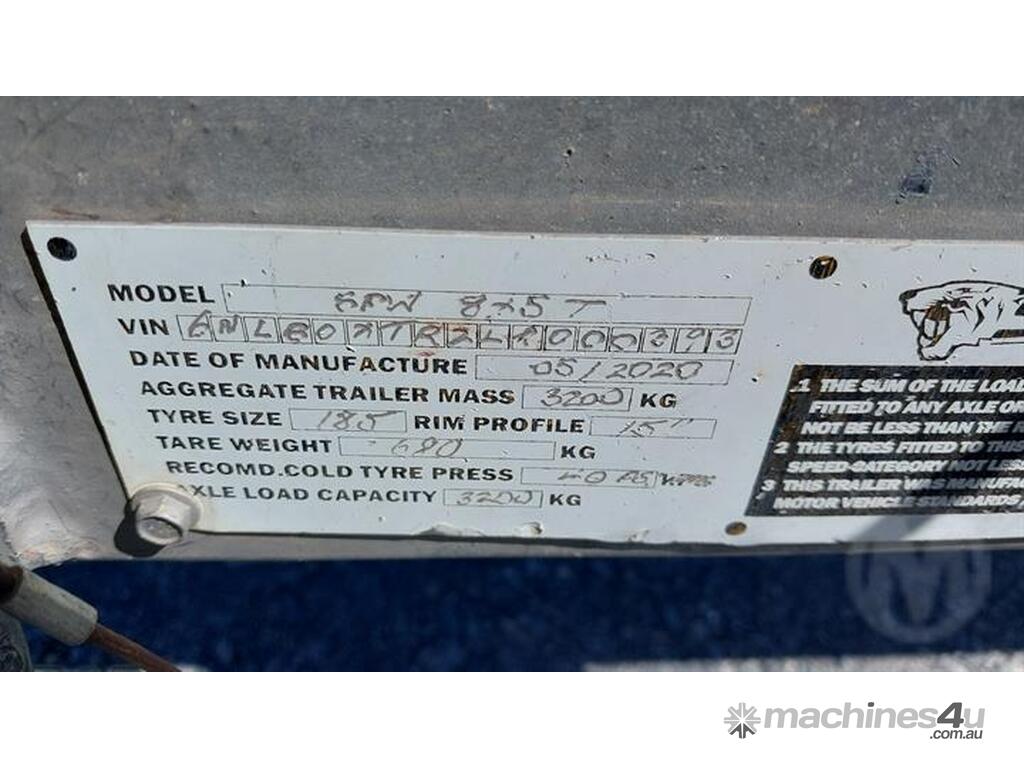 MODEL 8x5 T
VIN
DATE OF MANUFACTURE 05/2020
AGGREGATE TRAILER MASS 3200 KG
TYRE SIZE 185 RIM PROFILE 15"
TARE WEIGHT 680 KG
RECOMD.COLD TYRE PRESS 40
AXLE LOAD CAPACITY 3200 KG
1 THE SUM OF THE LOAD
FITTED TO ANY AXLE OR
NOT BE LESS THAN THE R
2 THE TYRES FITTED TO THIS
SPEED-CATEGORY NOT LESS
3 THIS TRAILER WAS MANUFAC
MOTOR VEHICLE STANDARDS
M
machines4u
.com.au